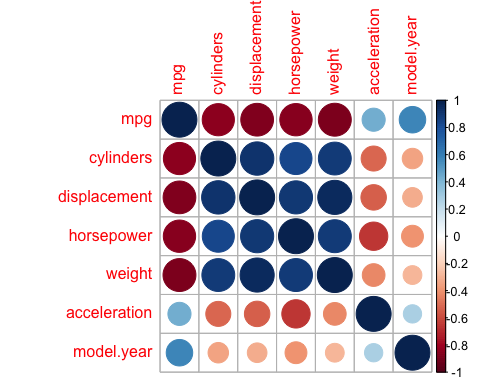 mpg
cylinders
displacement
horsepower
weight
acceleration
model.year
mpg
cylinders
displacement
horsepower
weight
acceleration
model.year
1
0.8
0.6
0.4
0.2
0
-0.2
-0.4
-0.6
-0.8
-1